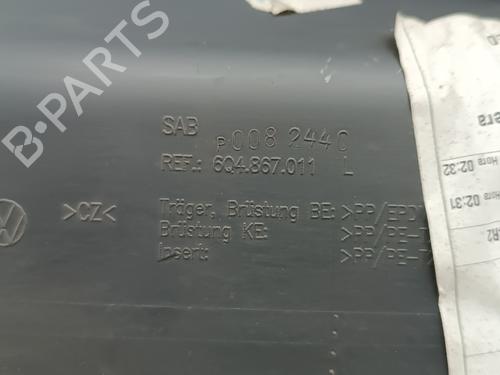 SAB P008 244C
REF.: 6Q4.867.011 L
>CZ<
Träger, Brüstung BE: >PP/EPD
Brüstung KE: >PP/PE-T
Insert: >PP/PE-T
B-PARTS
Hora 02:32
Hora 02:31